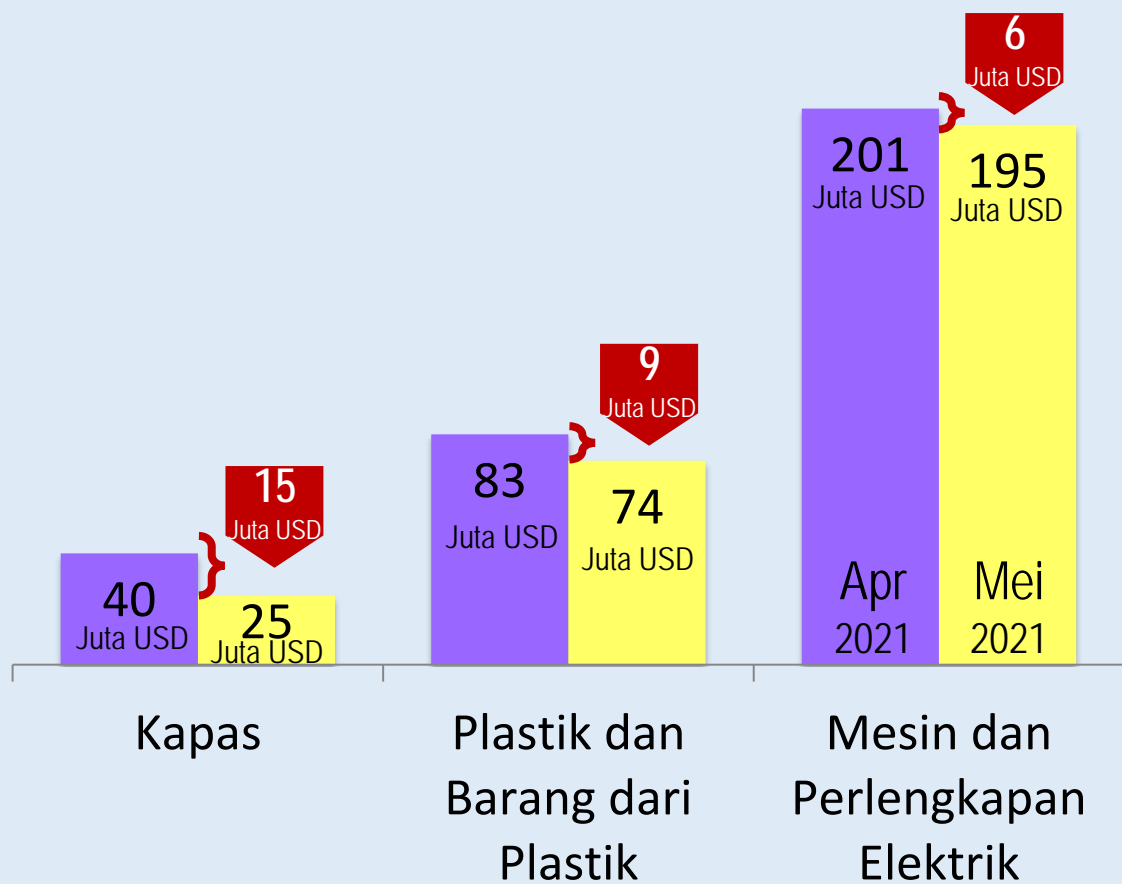 6
Juta USD
201
Juta USD
195
Juta USD
9
Juta USD
83
Juta USD
74
Juta USD
15
Juta USD
40
Juta USD
25
Juta USD
Apr
2021
Mei
2021
Kapas
Plastik dan
Barang dari
Plastik
Mesin dan
Perlengkapan
Elektrik